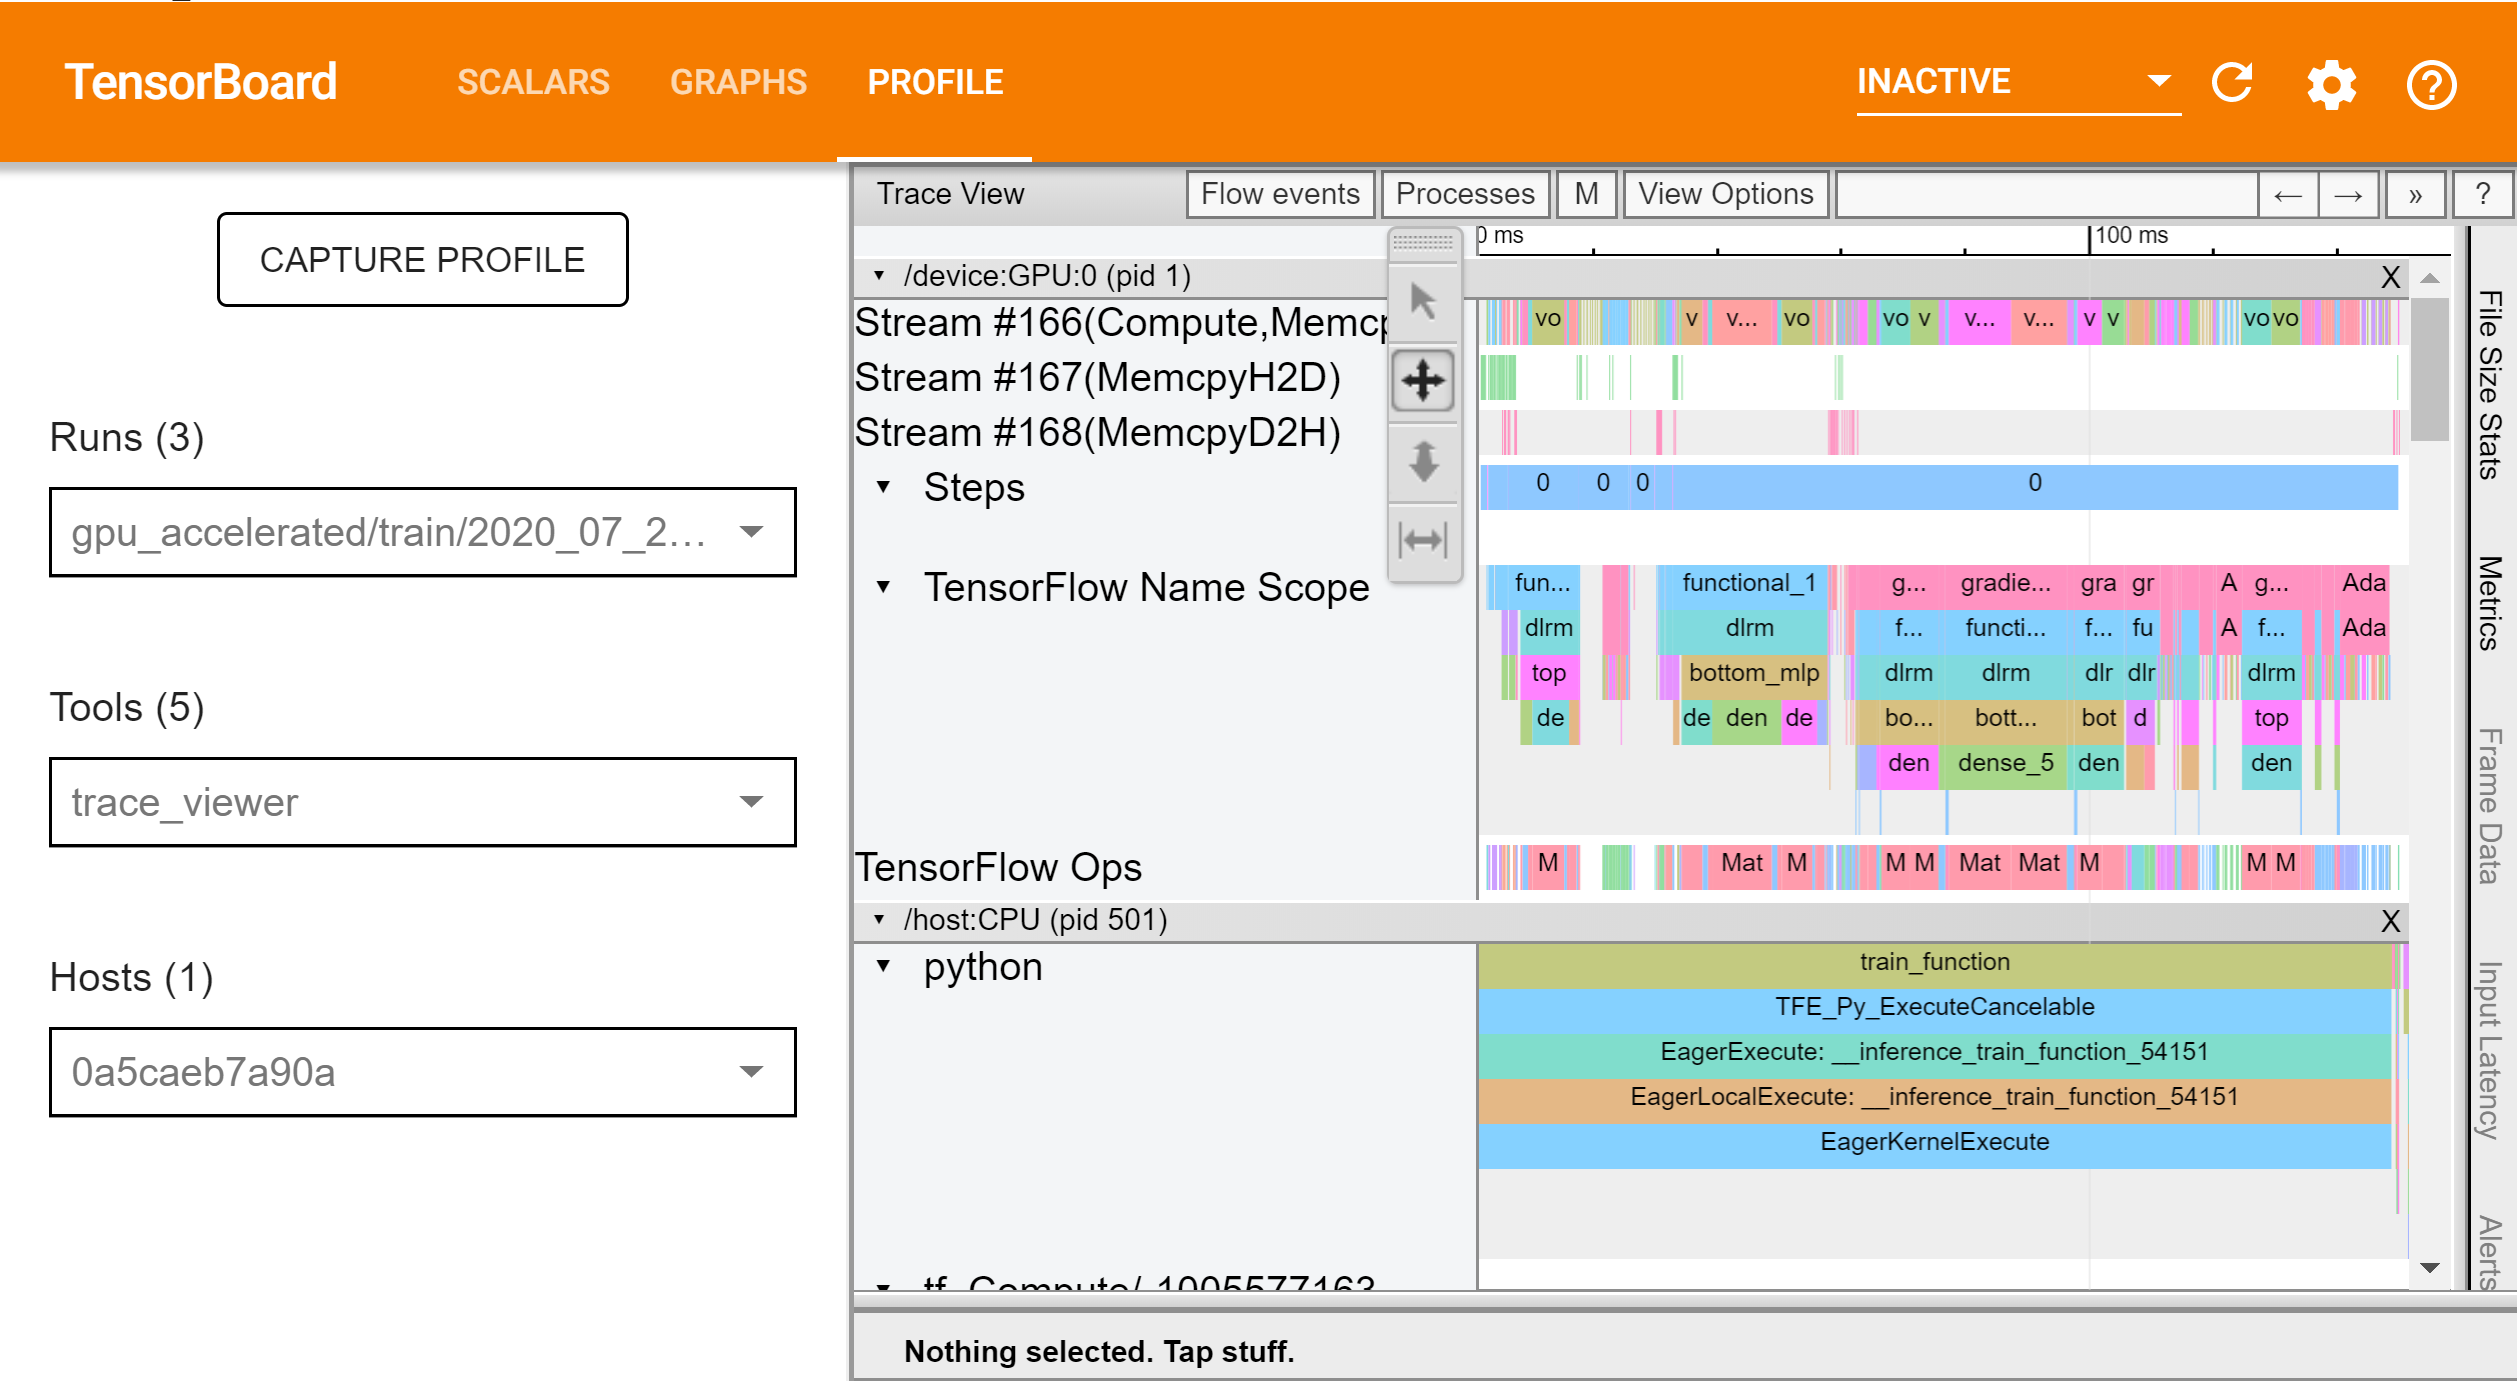 TensorBoard
SCALARS
GRAPHS
PROFILE
INACTIVE
CAPTURE PROFILE
Runs (3)
gpu_accelerated/train/2020_07_2...
Tools (5)
trace_viewer
Hosts (1)
0a5caeb7a90a
Trace View
Flow events
Processes
M
View Options
←
→
»
?
0 ms
100 ms
/device:GPU:0 (pid 1)
X
Stream #166(Compute,Memcp
vo v v... vo vo v v... v... v v vo vo
Stream #167(MemcpyH2D)
Stream #168(MemcpyD2H)
Steps
0 0 0 0
TensorFlow Name Scope
fun... functional_1 g... gradie... gra gr A g... Ada
dlrm dlrm f... functi... f... fu A f... Ada
top bottom_mlp dlrm dlrm dlr dlr dlrm
de de den de bo... bott... bot d top
den dense_5 den den
TensorFlow Ops
M Mat M M M Mat Mat M M M
/host:CPU (pid 501)
X
python
train_function
TFE_Py_ExecuteCancelable
EagerExecute: __inference_train_function_54151
EagerLocalExecute: __inference_train_function_54151
EagerKernelExecute
tf_Compute/-1005577163
Nothing selected. Tap stuff.
File Size Stats
Metrics
Frame Data
Input Latency
Alerts